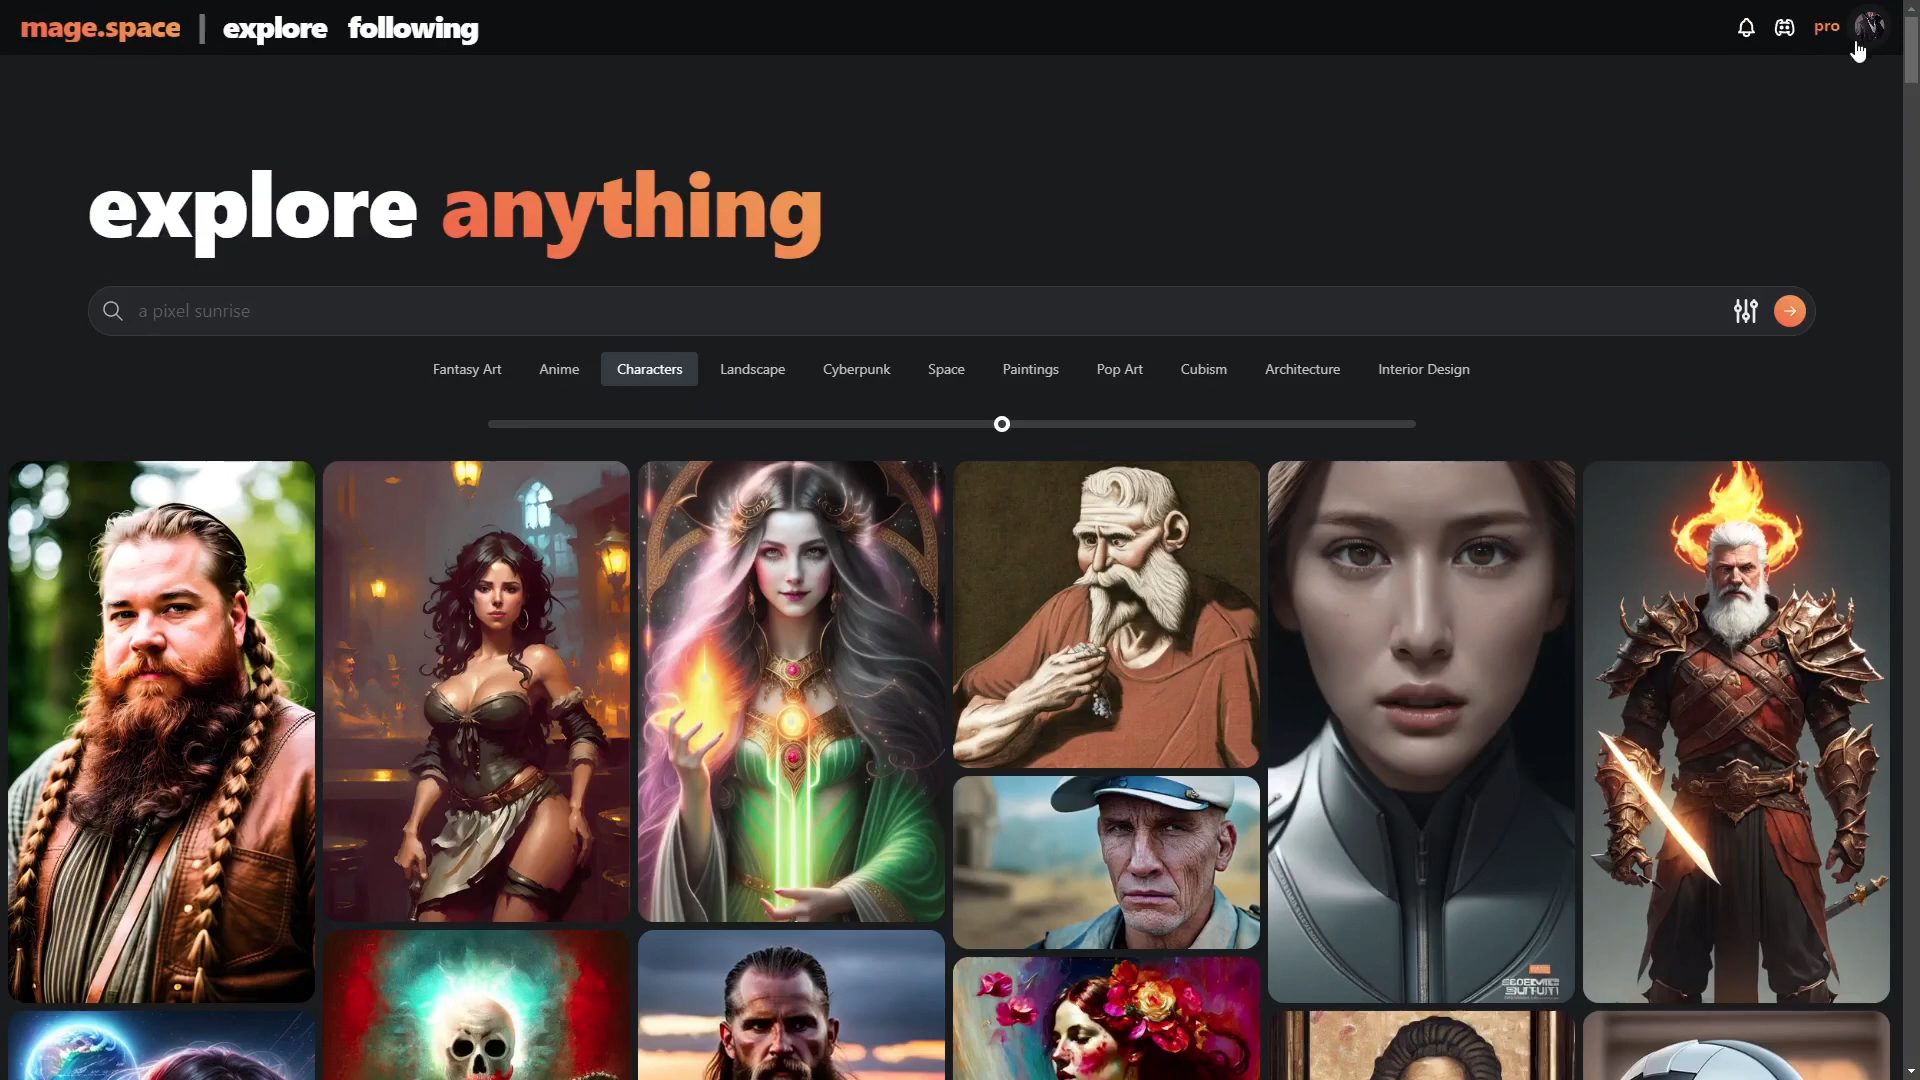 mage.space | explore following
pro
explore anything
a pixel sunrise
Fantasy Art Anime Characters Landscape Cyberpunk Space Paintings Pop Art Cubism Architecture Interior Design